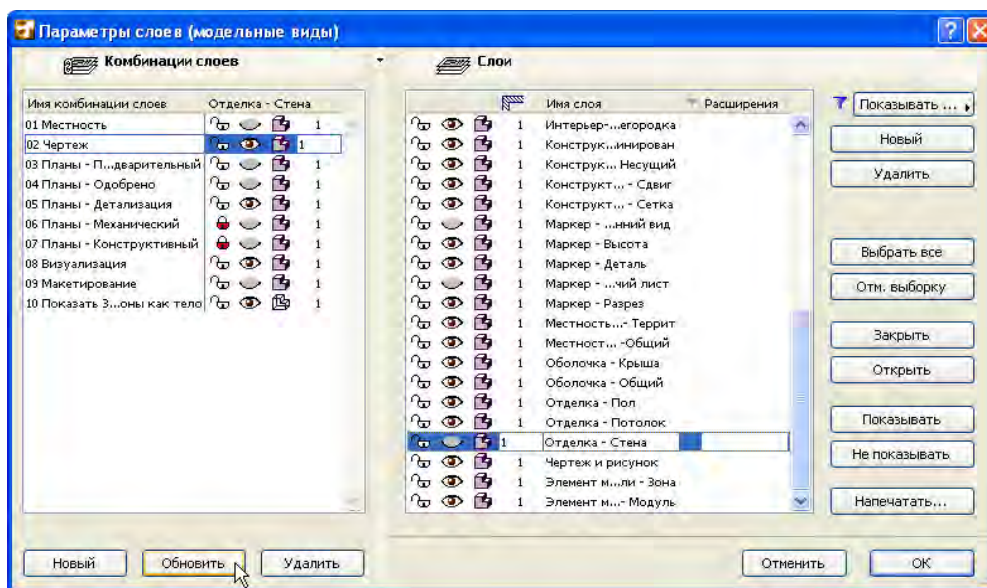 Параметры слоев (модельные виды)
Комбинации слоев
Имя комбинации слоев Отделка - Стена
01 Местность 1
02 Чертеж 1
03 Планы - П...дварительный 1
04 Планы - Одобрено 1
05 Планы - Детализация 1
06 Планы - Механический 1
07 Планы - Конструктивный 1
08 Визуализация 1
09 Макетирование 1
10 Показать З...оны как тело 1
Новый Обновить Удалить
Слои
Имя слоя Расширения
1 Интерьер-...егородка
1 Конструк...инирован
1 Конструк... Несущий
1 Конструкт... - Сдвиг
1 Конструкт... - Сетка
1 Маркер - ...нний вид
1 Маркер - Высота
1 Маркер - Деталь
1 Маркер - ...чий лист
1 Маркер - Разрез
1 Местность...- Террит
1 Местност... -Общий
1 Оболочка - Крыша
1 Оболочка - Общий
1 Отделка - Пол
1 Отделка - Потолок
1 Отделка - Стена
1 Чертеж и рисунок
1 Элемент м...ли - Зона
1 Элемент м...- Модуль
Показывать ...
Новый
Удалить
Выбрать все
Отм. выборку
Закрыть
Открыть
Показывать
Не показывать
Напечатать...
Отменить OK